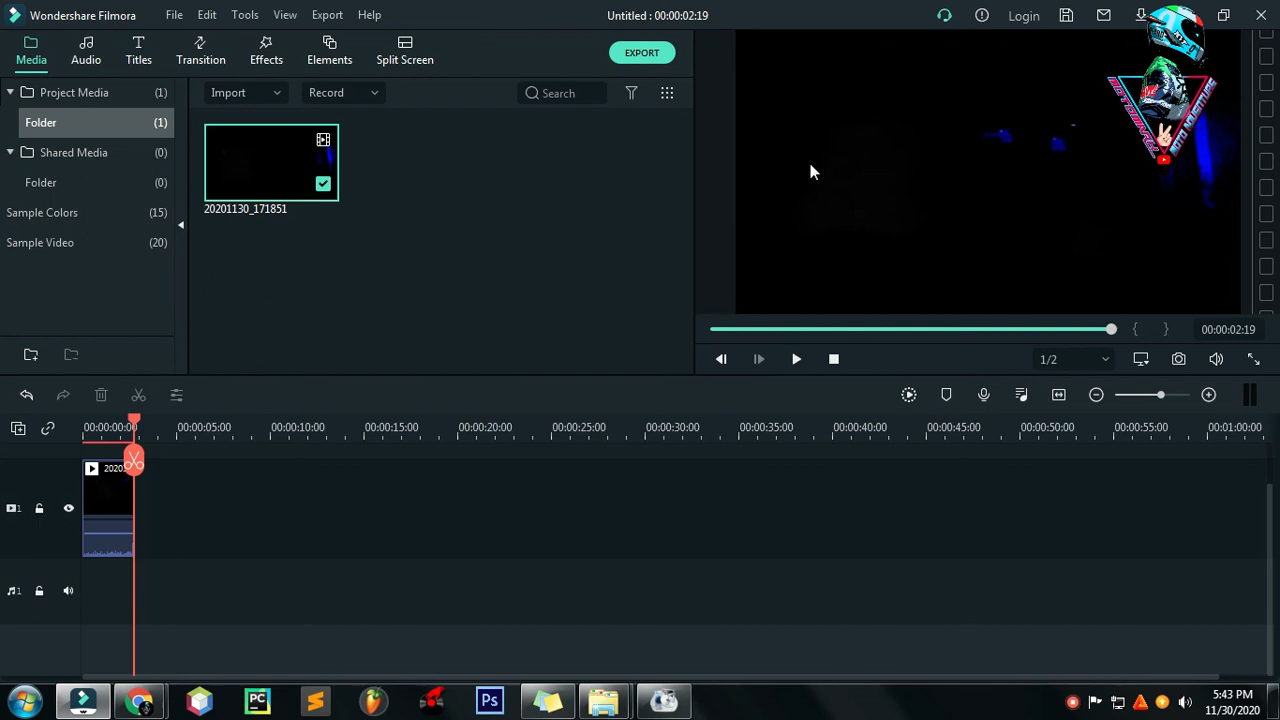 Wondershare Filmora
File
Edit
Tools
View
Export
Help
Untitled : 00:00:02:19
Login
Media
Audio
Titles
Transition
Effects
Elements
Split Screen
EXPORT
Project Media (1)
Folder (1)
Shared Media (0)
Folder (0)
Sample Colors (15)
Sample Video (20)
Import
Record
Search
20201130_171851
00:00:02:19
1/2
00:00:00:00
00:00:05:00
00:00:10:00
00:00:15:00
00:00:20:00
00:00:25:00
00:00:30:00
00:00:35:00
00:00:40:00
00:00:45:00
00:00:50:00
00:00:55:00
00:01:00:00
2020
1
1
PC
Ps
5:43 PM
11/30/2020